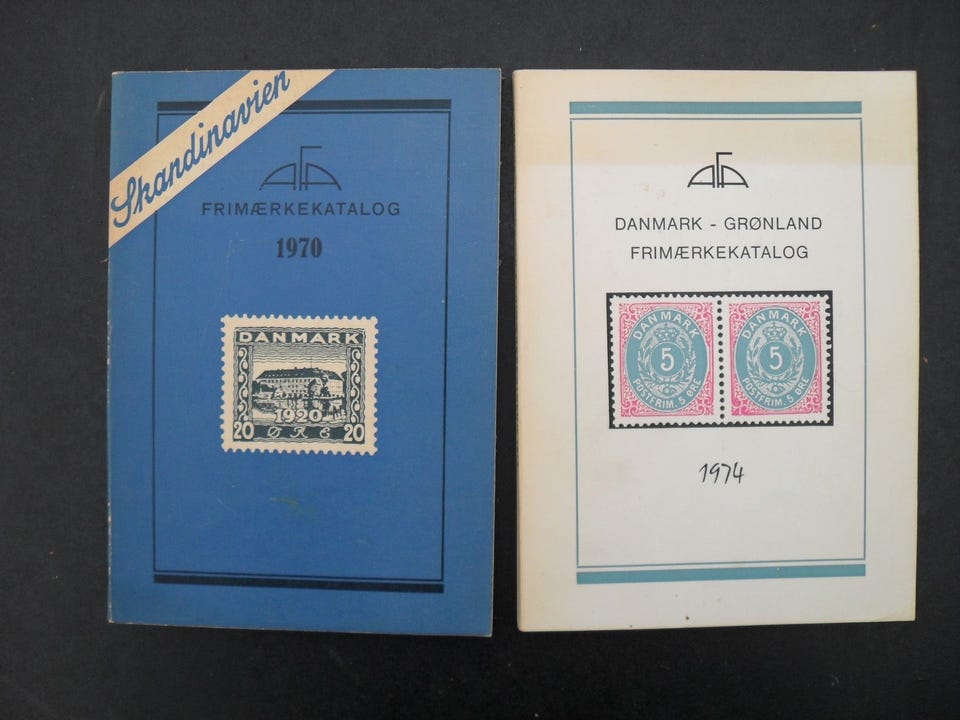 Skandinavien
AFA
FRIMÆRKEKATALOG
1970
DANMARK
1920
20 ØRE 20
AFA
DANMARK - GRØNLAND
FRIMÆRKEKATALOG
DANMARK
5
POSTFRIM. 5 ØRE
DANMARK
5
POSTFRIM. 5 ØRE
1974